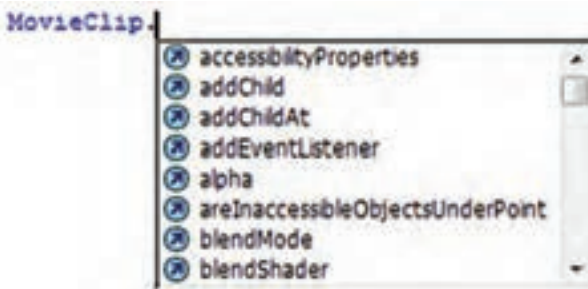 MovieClip.
accessibilityProperties
addChild
addChildAt
addEventListener
alpha
areInaccessibleObjectsUnderPoint
blendMode
blendShader